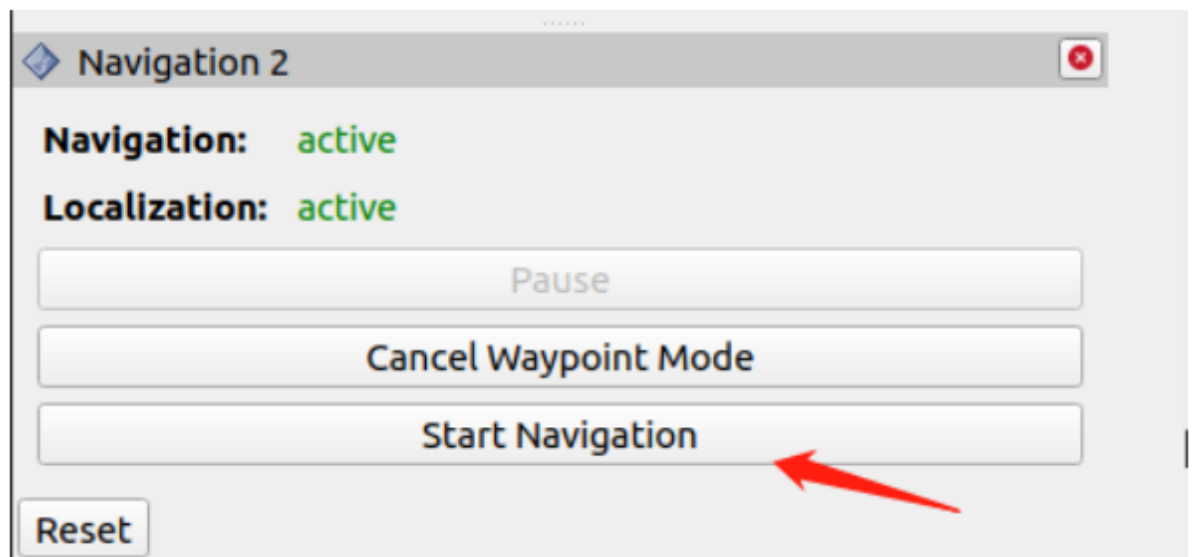 Navigation 2
Navigation: active
Localization: active
Pause
Cancel Waypoint Mode
Start Navigation
Reset